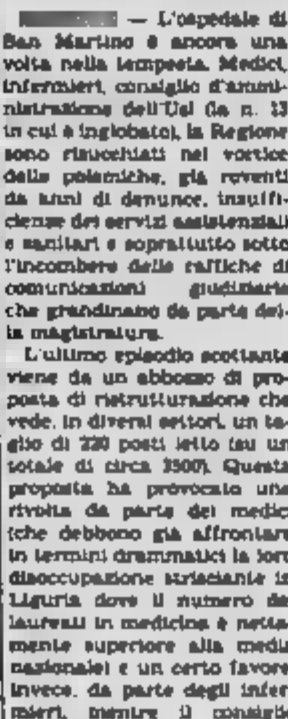 — L'ospedale di
San Martino è ancora una
volta nella tempesta. Medici,
infermieri, consiglio d'ammi-
nistrazione dell'Usl (la n. 13
in cui è inglobato), la Regione
sono risucchiati nel vortice
delle polemiche, già roventi
da anni di denunce, insuffi-
cienze dei servizi assistenziali
e sanitari e soprattutto sotto
l'incombere delle raffiche di
comunicazioni giudiziarie
che grandinano da parte del-
la magistratura.
L'ultimo episodio scottante
viene da un abbozzo di pro-
posta di ristrutturazione che
vede, in diversi settori, un ta-
glio di 220 posti letto (su un
totale di circa 2500). Questa
proposta ha provocato una
rivolta da parte dei medic
(che debbono già affrontare
in termini drammatici la loro
disoccupazione strisciante in
Liguria dove il numero de
laureati in medicina è netta-
mente superiore alla media
nazionale) e un certo favore
invece, da parte degli infer
mieri, mentre il consiglio